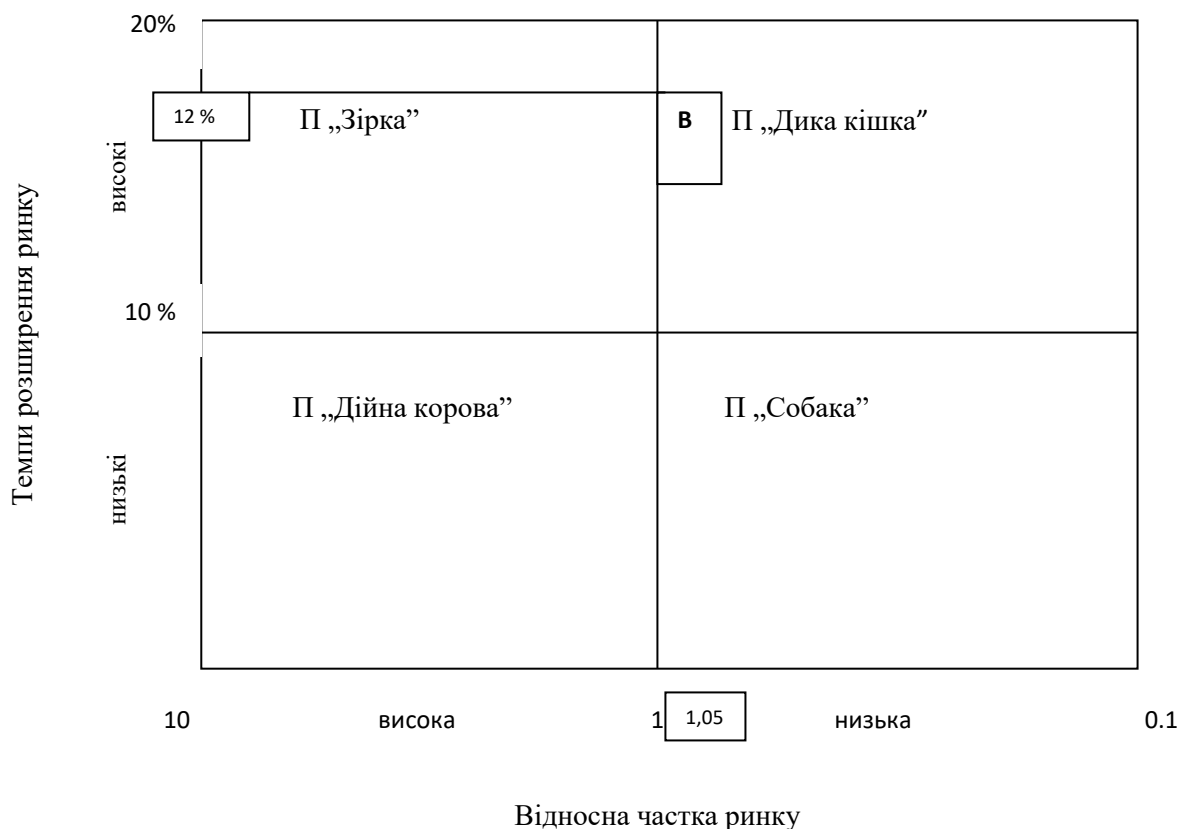 20%
12 %
П „Зірка”
В
П „Дика кішка”
високі
Темпи розширення ринку
10 %
П „Дійна корова”
П „Собака”
низькі
10
висока
1
1,05
низька
0.1
Відносна частка ринку